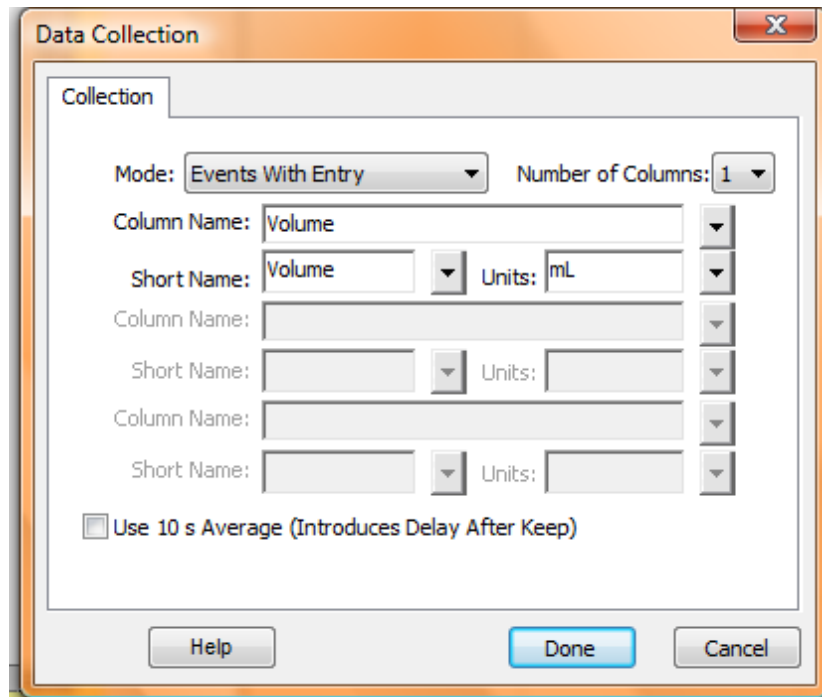 Data Collection
Collection
Mode: Events With Entry Number of Columns: 1
Column Name: Volume
Short Name: Volume Units: mL
Column Name:
Short Name: Units:
Column Name:
Short Name: Units:
Use 10 s Average (Introduces Delay After Keep)
Help Done Cancel